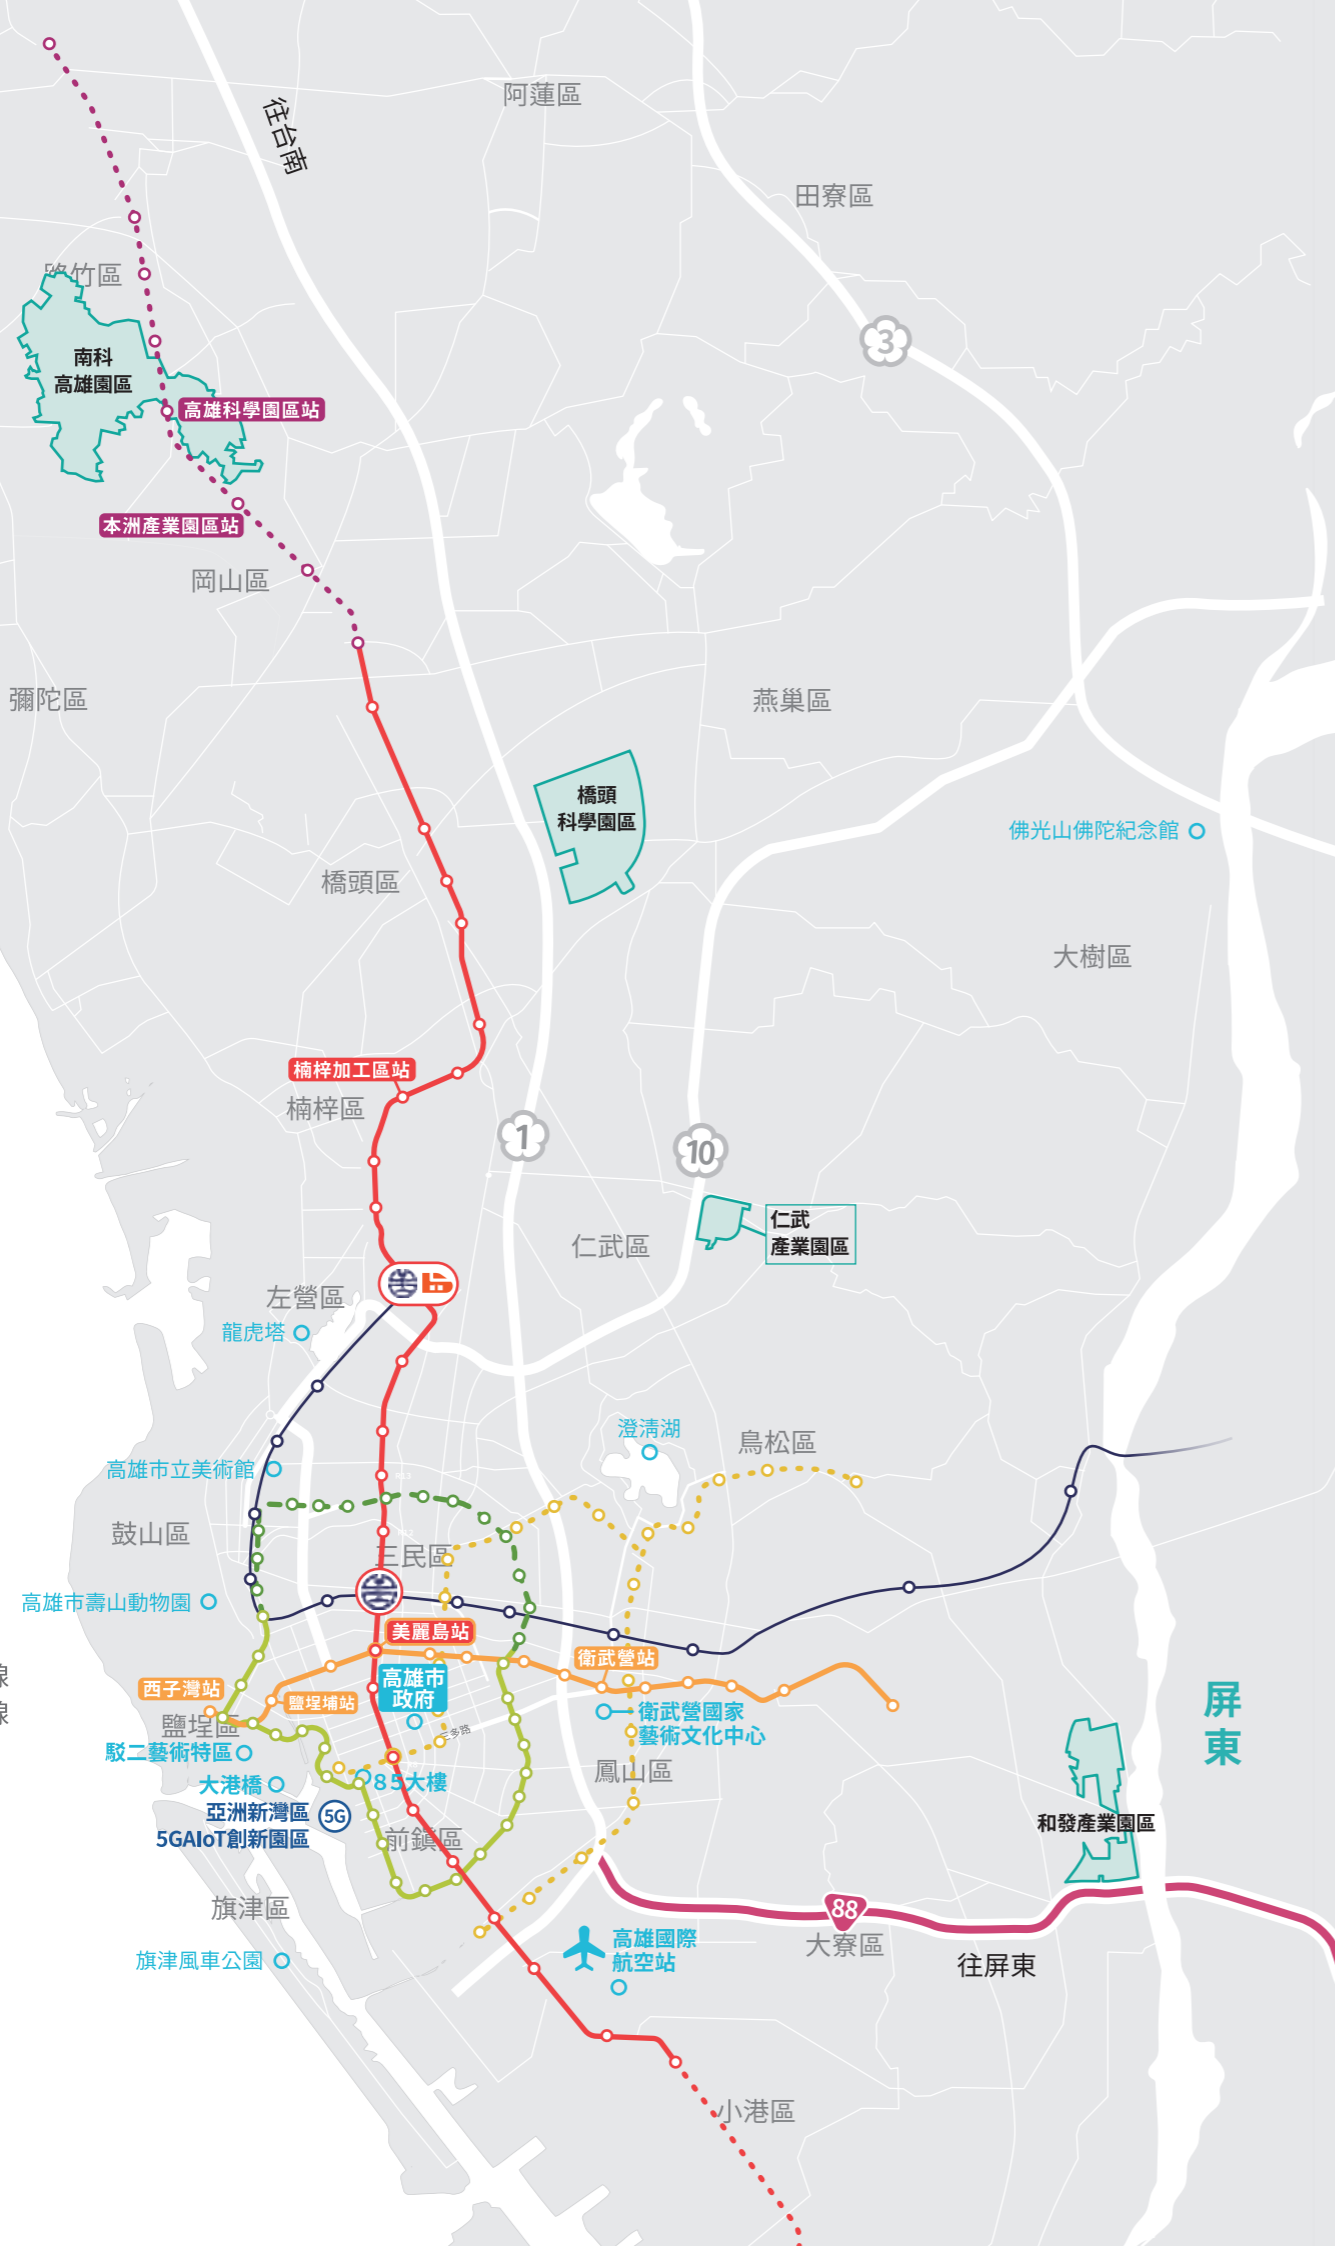 阿蓮區
往台南
田寮區
路竹區
3
南科
高雄園區
高雄科學園區站
本洲產業園區站
岡山區
彌陀區
燕巢區
橋頭
科學園區
佛光山佛陀紀念館
橋頭區
大樹區
楠梓加工區站
楠梓區
1
10
仁武
產業園區
仁武區
左營區
龍虎塔
澄清湖
鳥松區
高雄市立美術館
鼓山區
三民區
高雄市壽山動物園
美麗島站
衛武營站
線
高雄市
政府
西子灣站
鹽埕埔站
線
衛武營國家
藝術文化中心
屏
東
鹽埕區
三多路
駁二藝術特區
鳳山區
85大樓
大港橋
亞洲新灣區
5GAIoT創新園區
5G
和發產業園區
前鎮區
旗津區
88
高雄國際
航空站
大寮區
往屏東
旗津風車公園
小港區